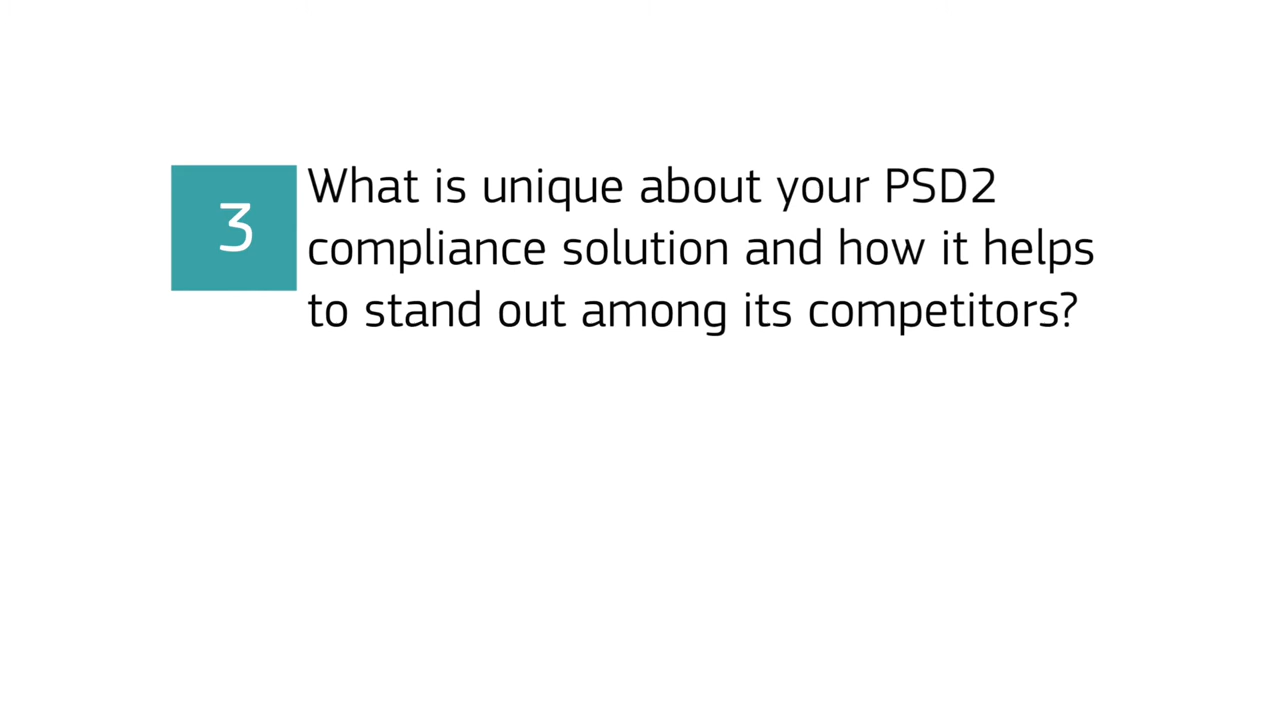 3
What is unique about your PSD2
compliance solution and how it helps
to stand out among its competitors?